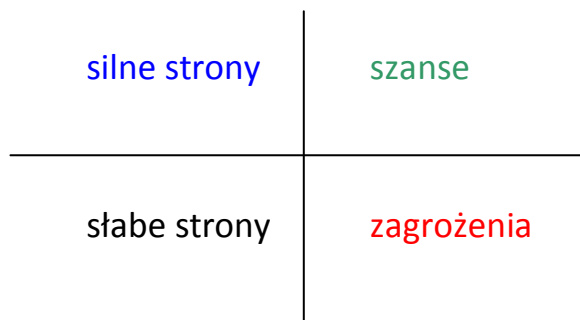 silne strony
szanse
słabe strony
zagrożenia